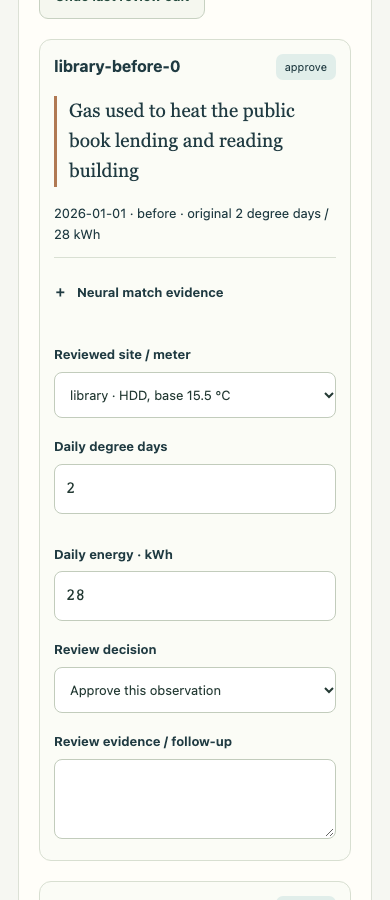 library-before-0
approve
Gas used to heat the public
book lending and reading
building
2026-01-01 · before · original 2 degree days /
28 kWh
+ Neural match evidence
Reviewed site / meter
library · HDD, base 15.5 °C
Daily degree days
2
Daily energy · kWh
28
Review decision
Approve this observation
Review evidence / follow-up